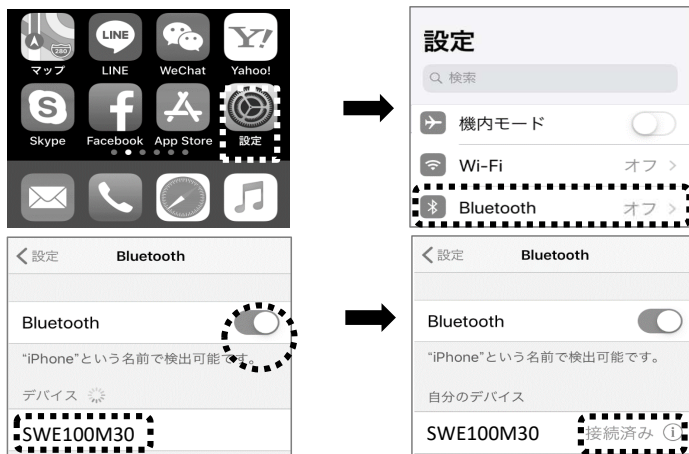 280
LINE
Y!
マップ
LINE
WeChat
Yahoo!
S
f
Skype
Facebook
App Store
設定
設定
検索
機内モード
Wi-Fi
オフ
Bluetooth
オフ
設定
Bluetooth
Bluetooth
“iPhone”という名前で検出可能です。
デバイス
SWE100M30
設定
Bluetooth
Bluetooth
“iPhone”という名前で検出可能です。
自分のデバイス
SWE100M30
接続済み